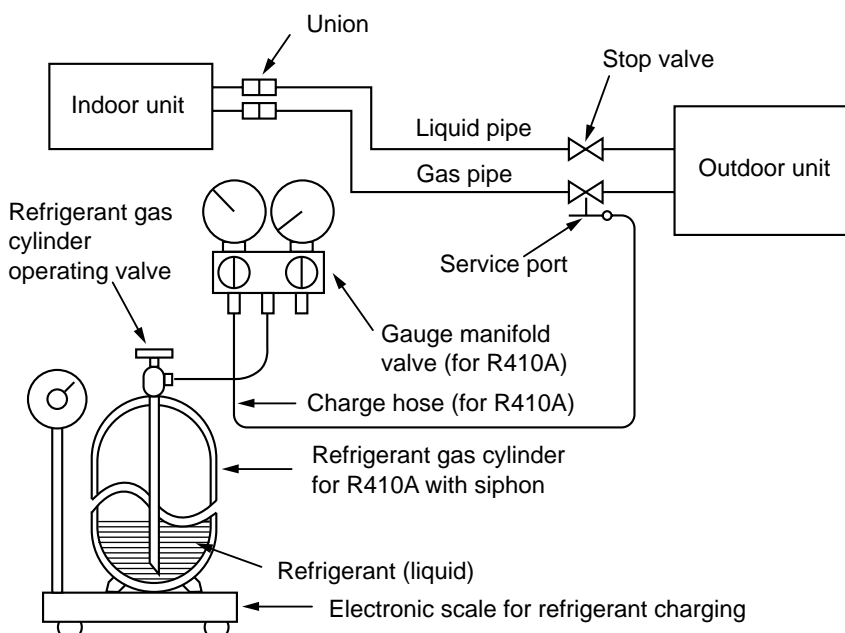 Union
Stop valve
Indoor unit
Liquid pipe
Gas pipe
Outdoor unit
Refrigerant gas
cylinder
operating valve
Service port
Gauge manifold
valve (for R410A)
Charge hose (for R410A)
Refrigerant gas cylinder
for R410A with siphon
Refrigerant (liquid)
Electronic scale for refrigerant charging